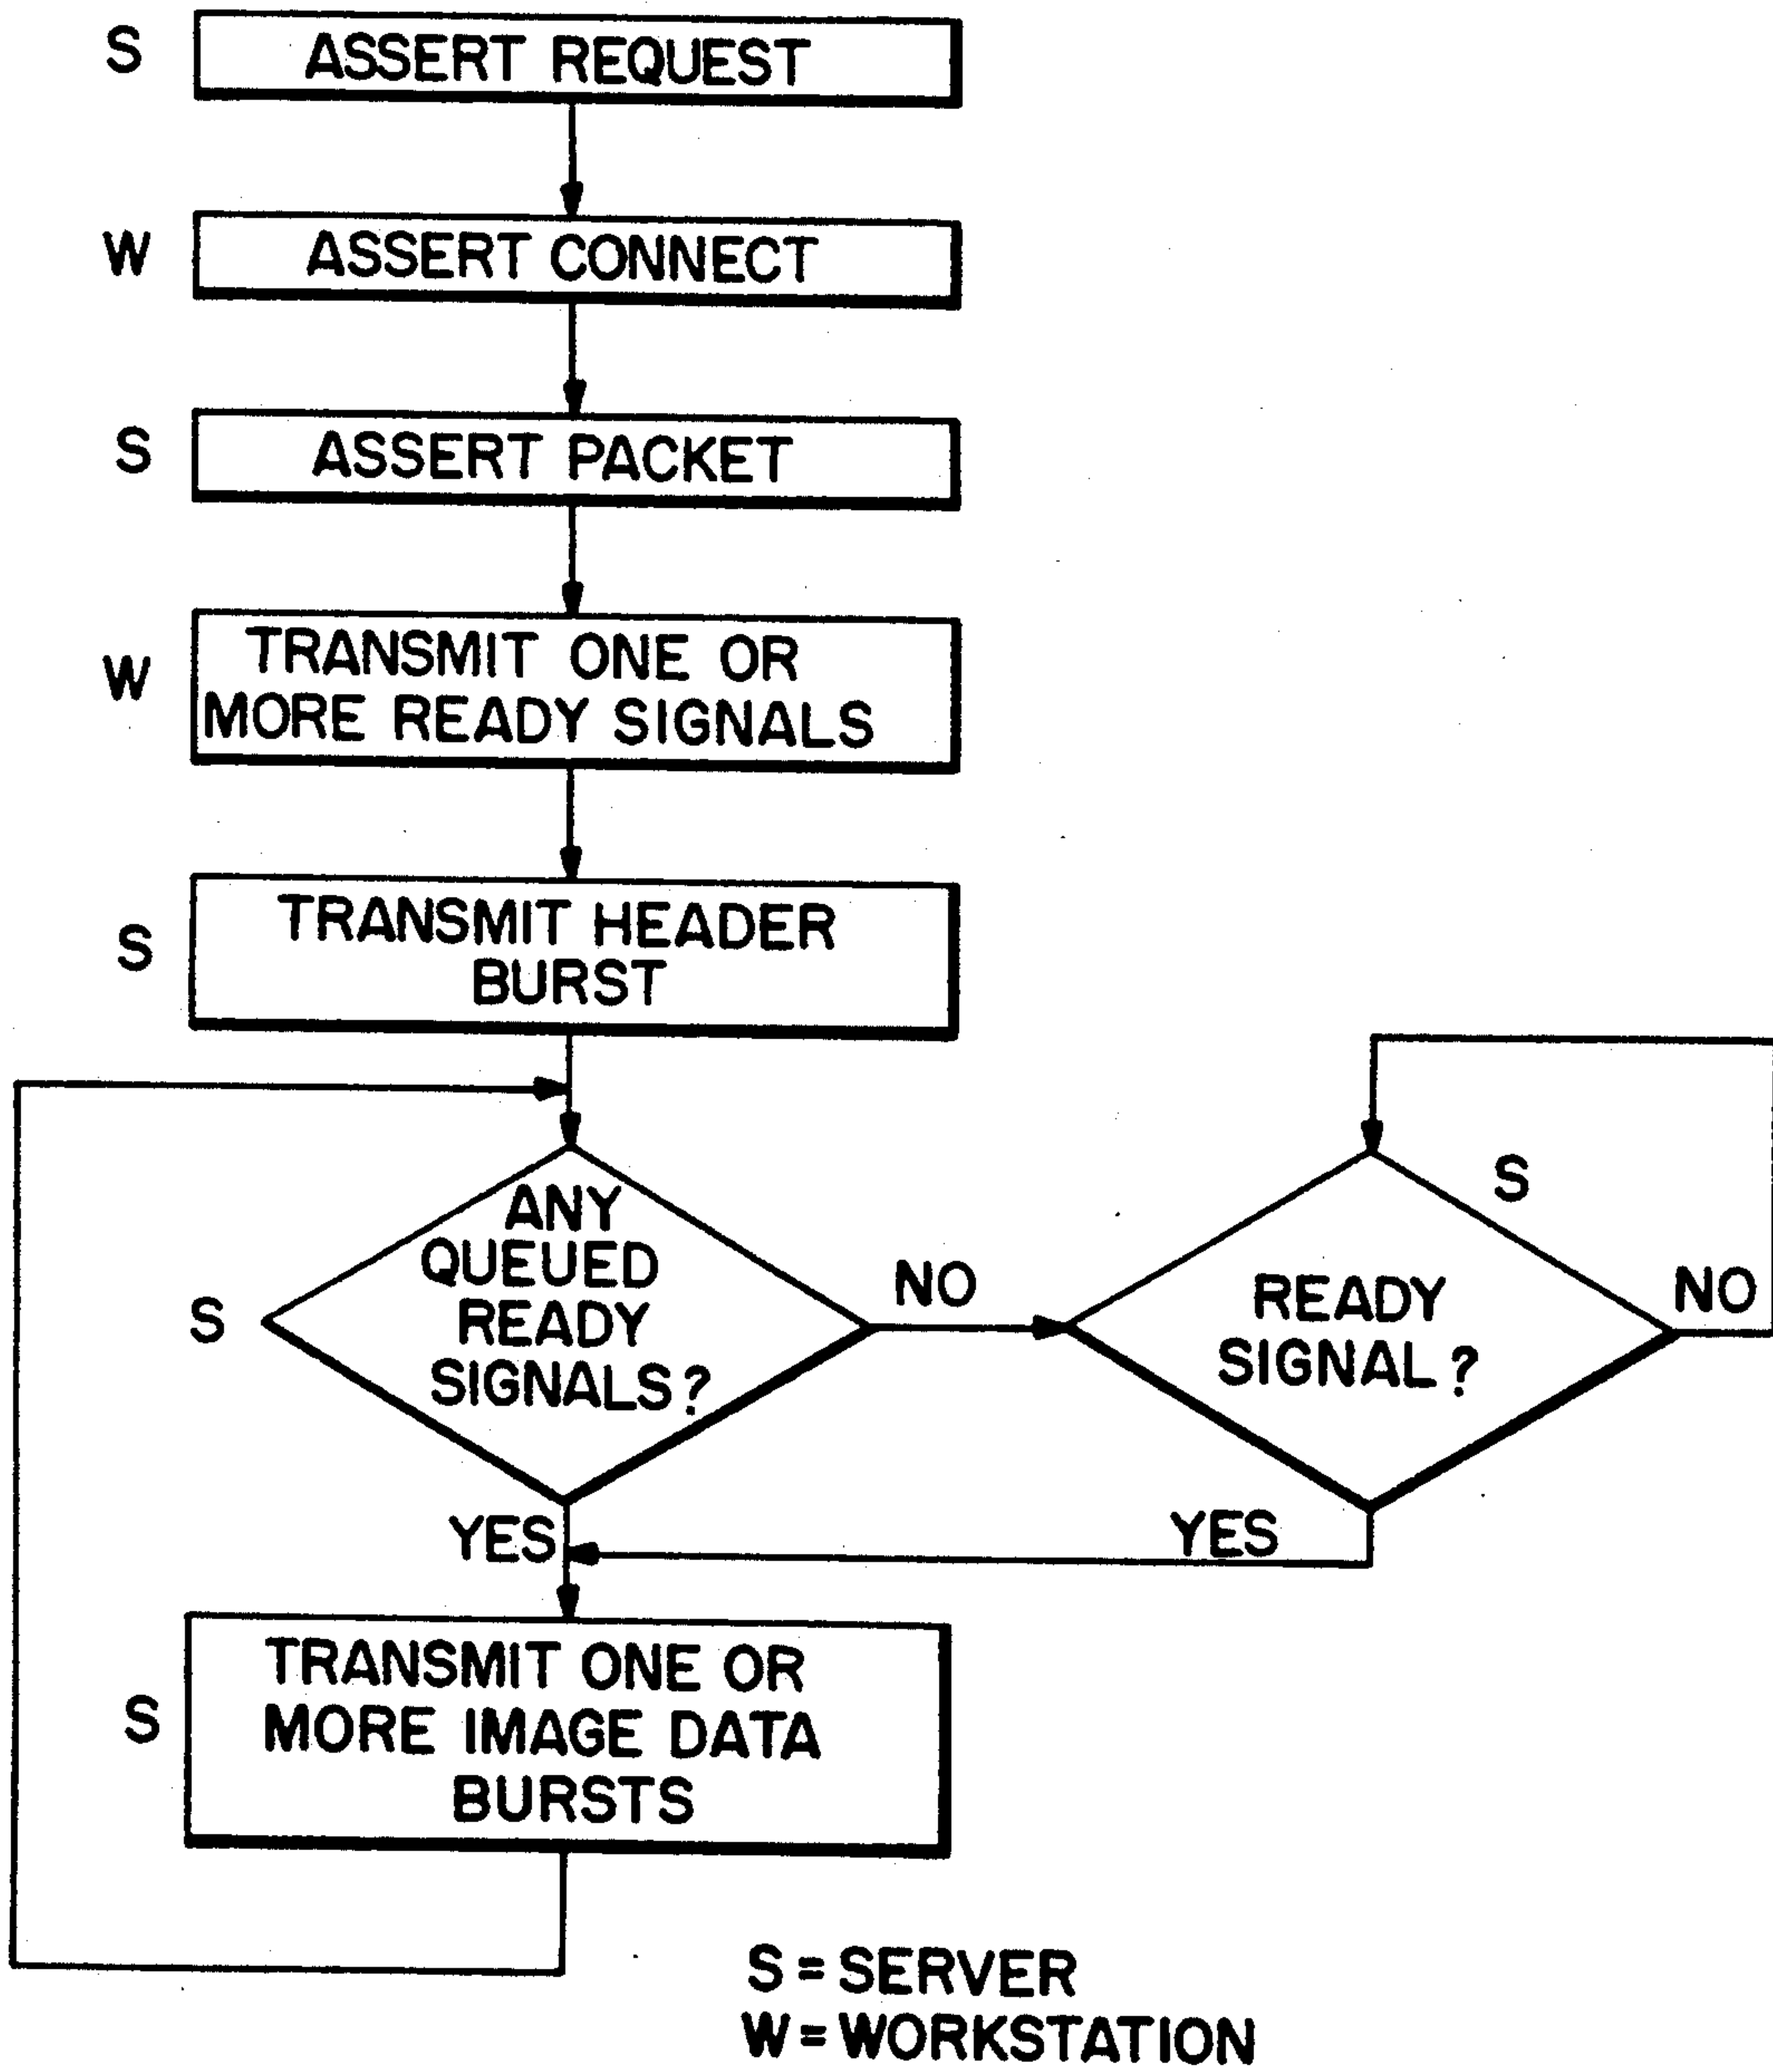 S
ASSERT REQUEST
W
ASSERT CONNECT
S
ASSERT PACKET
W
TRANSMIT ONE OR
MORE READY SIGNALS
S
TRANSMIT HEADER
BURST
S
ANY
QUEUED
READY
SIGNALS?
NO
S
READY
SIGNAL?
NO
YES
YES
S
TRANSMIT ONE OR
MORE IMAGE DATA
BURSTS
S = SERVER
W = WORKSTATION